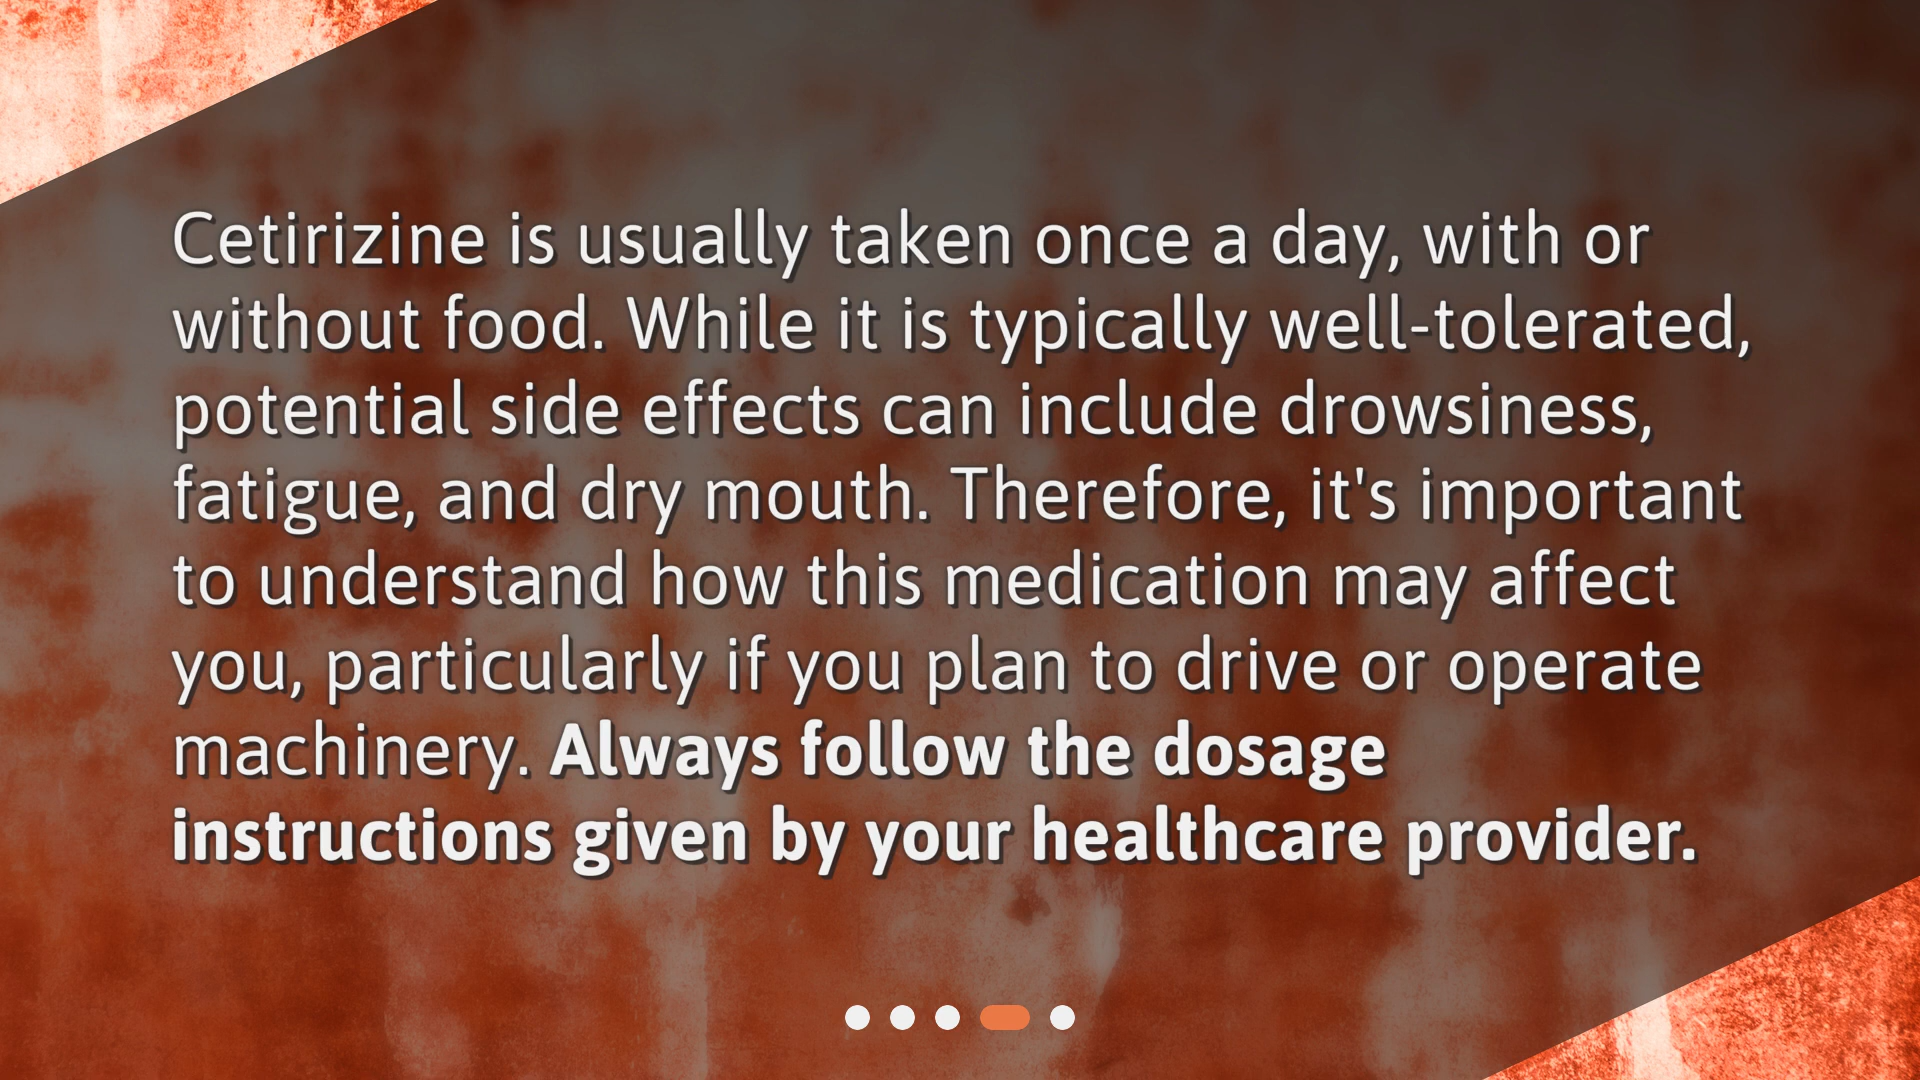 Cetirizine is usually taken once a day, with or
without food. While it is typically well-tolerated,
potential side effects can include drowsiness,
fatigue, and dry mouth. Therefore, it's important
to understand how this medication may affect
you, particularly if you plan to drive or operate
machinery. Always follow the dosage
instructions given by your healthcare provider.